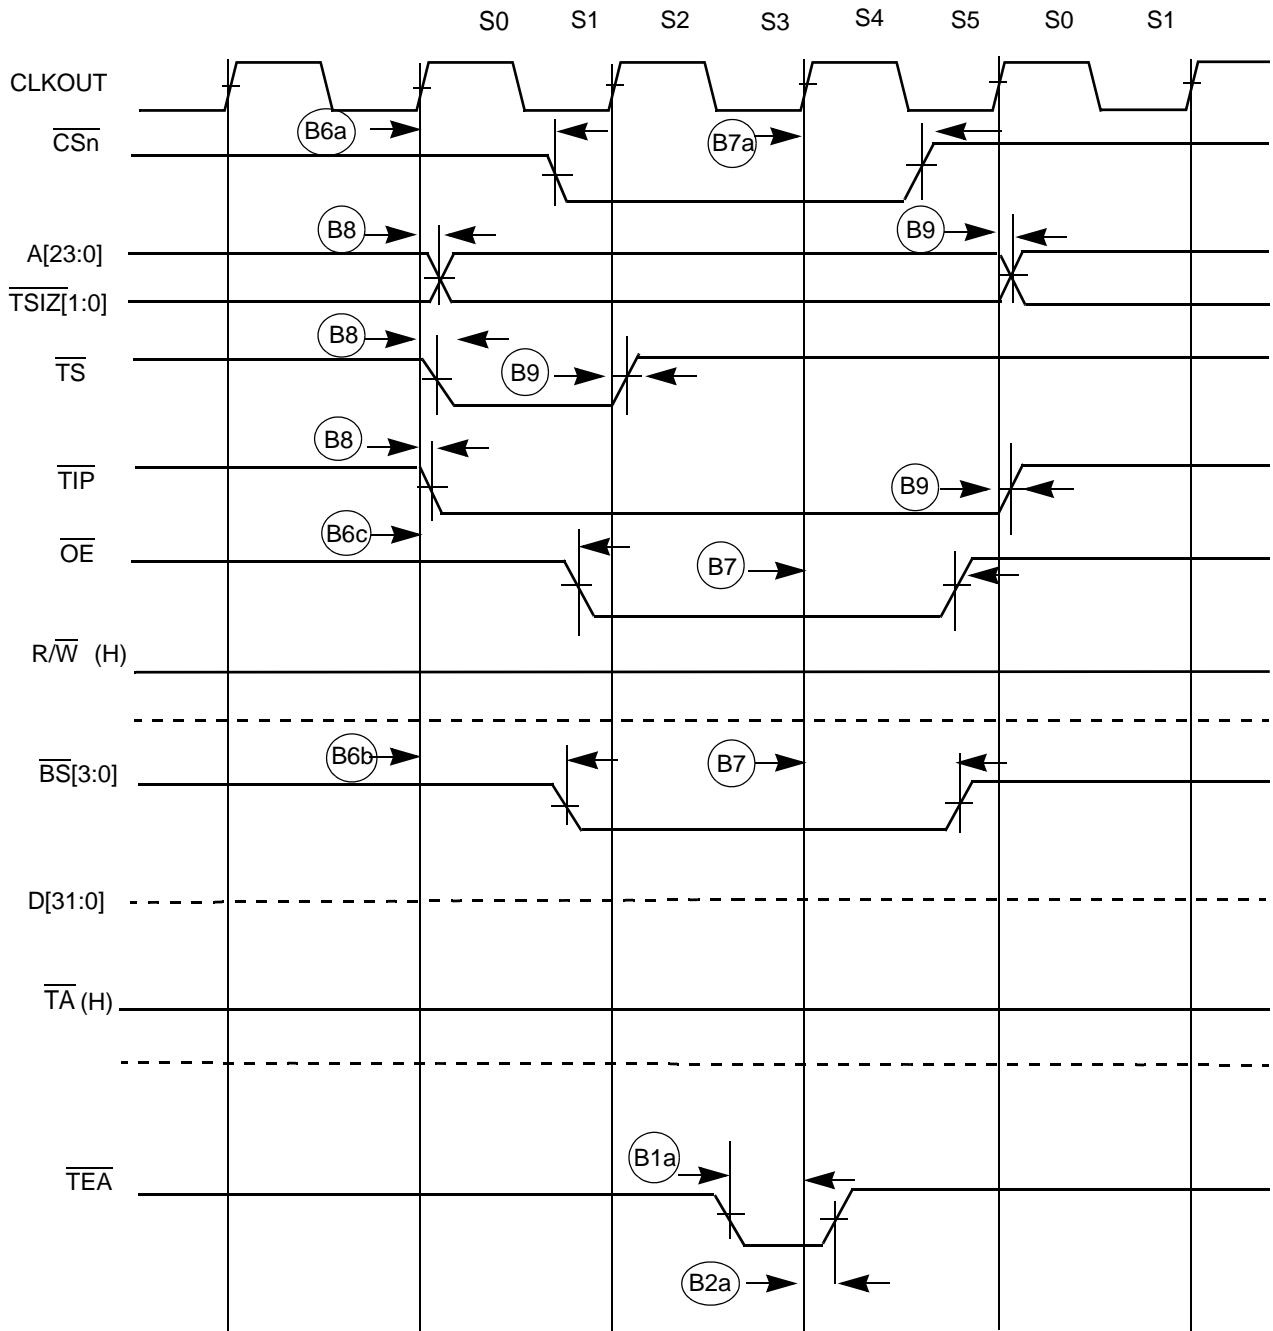 S0 S1 S2 S3 S4 S5 S0 S1
CLKOUT
B6a
B7a
CSn
B8
B9
A[23:0]
TSIZ[1:0]
B8
TS
B9
B8
TIP
B9
B6c
OE
B7
R/W (H)
B6b
B7
BS[3:0]
D[31:0]
TA (H)
B1a
TEA
B2a